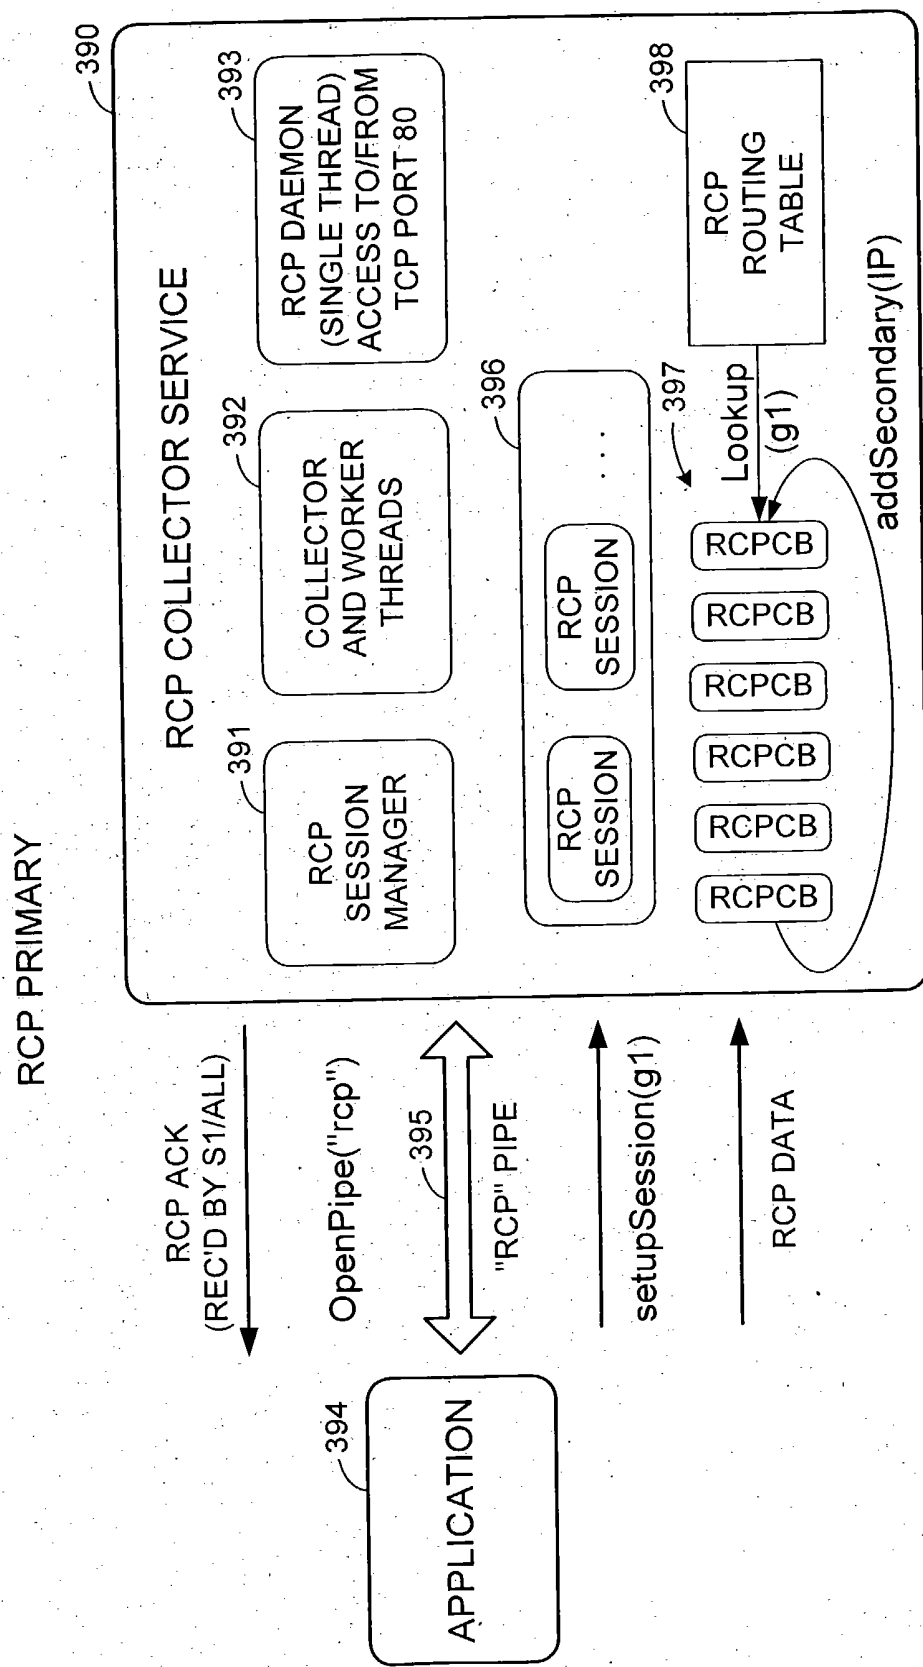 RCP PRIMARY
390
RCP COLLECTOR SERVICE
391
RCP
SESSION
MANAGER
392
COLLECTOR
AND WORKER
THREADS
393
RCP DAEMON
(SINGLE THREAD)
ACCESS TO/FROM
TCP PORT 80
RCP ACK
(REC'D BY S1/ALL)
394
APPLICATION
OpenPipe("rcp")
395
"RCP" PIPE
setupSession(g1)
RCP DATA
396
RCP
SESSION
RCP
SESSION
. . .
397
RCPCB
RCPCB
RCPCB
RCPCB
RCPCB
RCPCB
Lookup
(g1)
398
RCP
ROUTING
TABLE
addSecondary(IP)